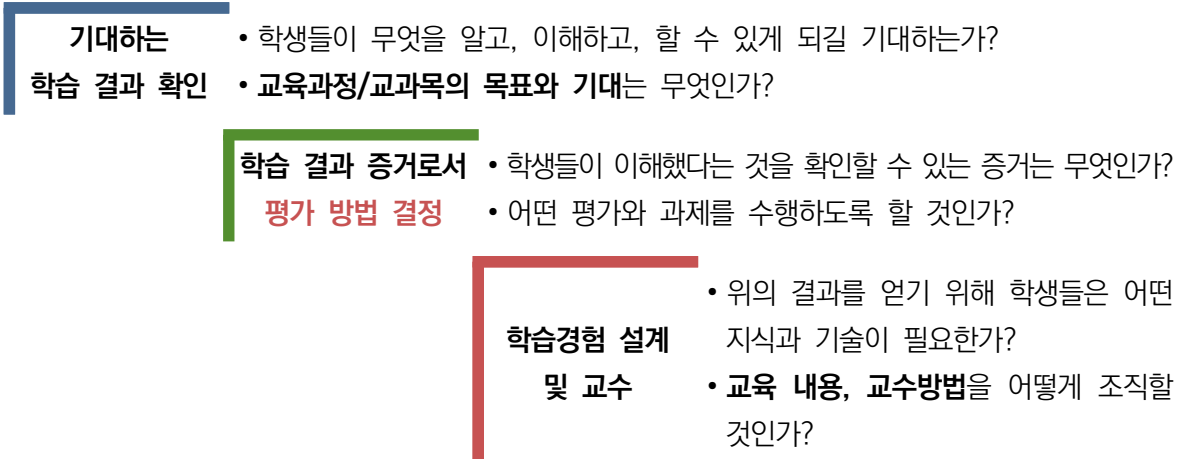 기대하는
학습 결과 확인
• 학생들이 무엇을 알고, 이해하고, 할 수 있게 되길 기대하는가?
• 교육과정/교과목의 목표와 기대는 무엇인가?
학습 결과 증거로서
평가 방법 결정
• 학생들이 이해했다는 것을 확인할 수 있는 증거는 무엇인가?
• 어떤 평가와 과제를 수행하도록 할 것인가?
학습경험 설계
및 교수
• 위의 결과를 얻기 위해 학생들은 어떤
지식과 기술이 필요한가?
• 교육 내용, 교수방법을 어떻게 조직할
것인가?